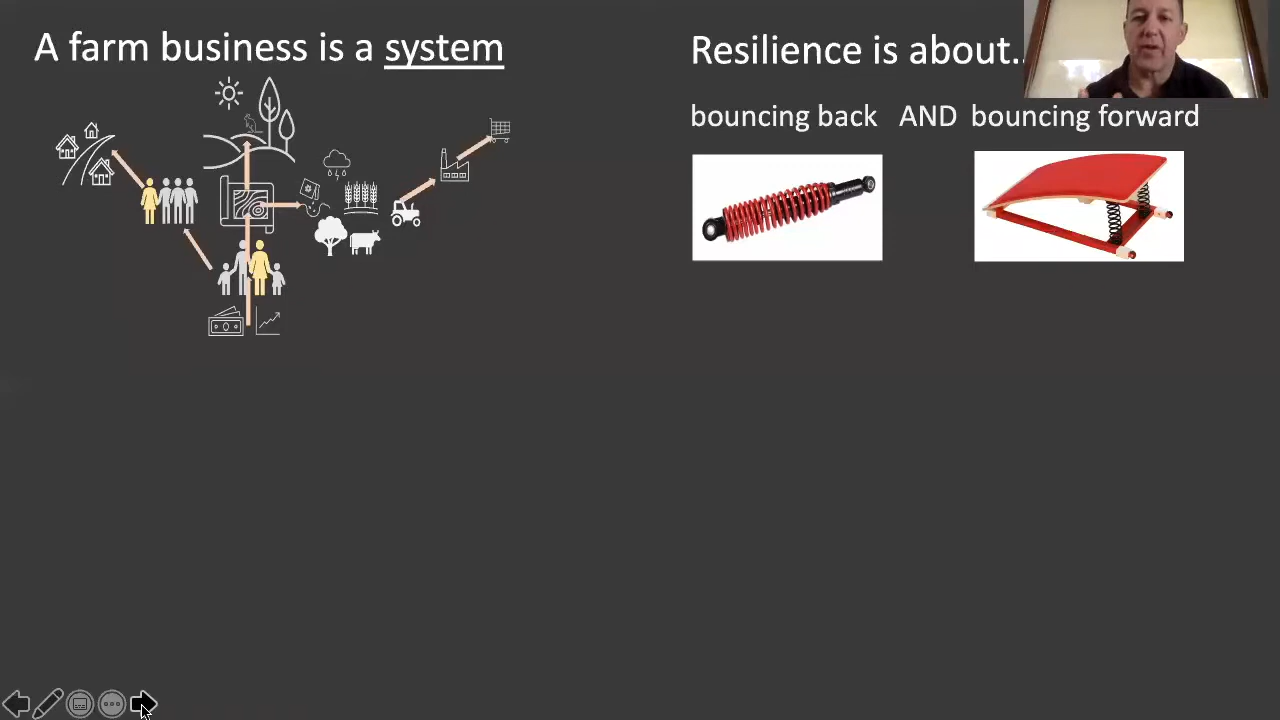 A farm business is a system
Resilience is about..
bouncing back AND bouncing forward